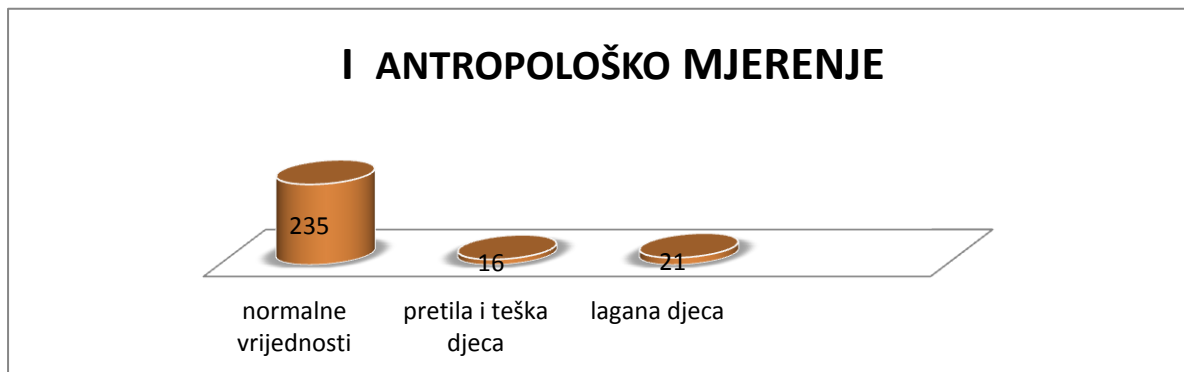 I ANTROPOLOŠKO MJERENJE
235
16
21
normalne
vrijednosti
pretila i teška
djeca
lagana djeca